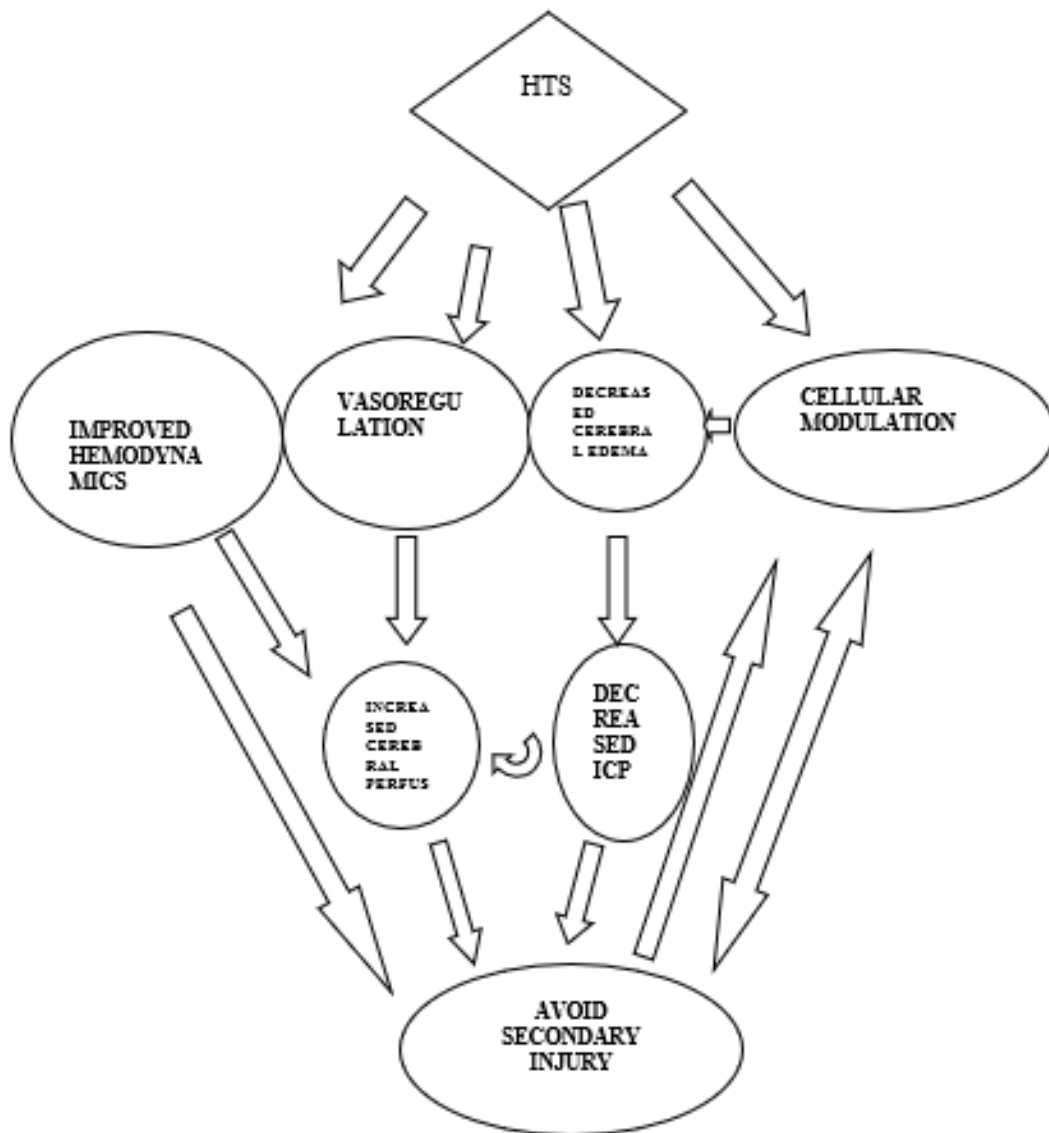 HTS
IMPROVED
HEMODYNA
MICS
VASOREGU
LATION
DECREAS
ED
CEREBRA
L EDEMA
CELLULAR
MODULATION
INCREA
SED
CEREB
RAL
PERFUS
DEC
REA
SED
ICP
AVOID
SECONDARY
INJURY